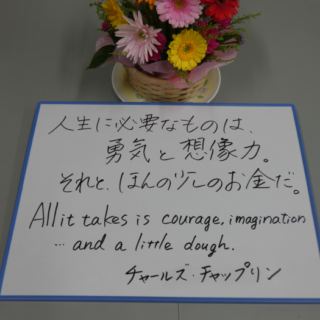 人生に必要なものは、
勇気と想像力。
それと、ほんの少しのお金だ。
All it takes is courage, imagination
… and a little dough.
チャールズ・チャップリン